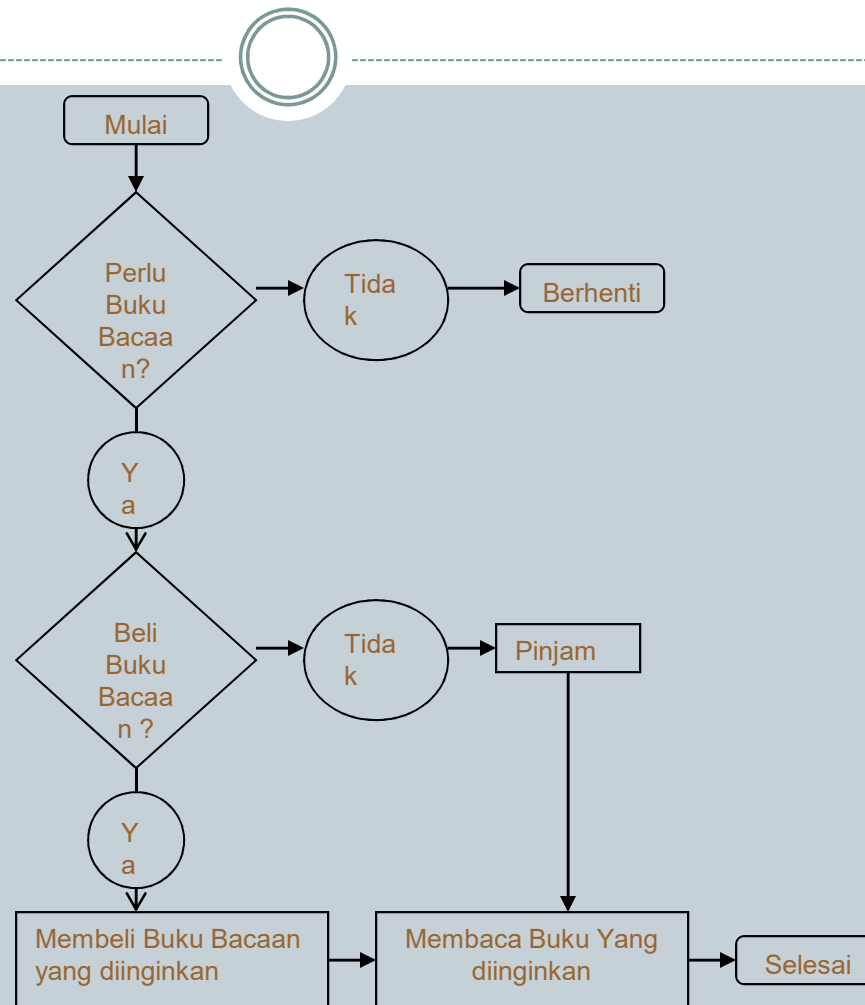 Mulai
Perlu
Buku
Bacaa
n?
Tida
k
Berhenti
Y
a
Beli
Buku
Bacaa
n ?
Tida
k
Pinjam
Y
a
Membeli Buku Bacaan
yang diinginkan
Membaca Buku Yang
diinginkan
Selesai